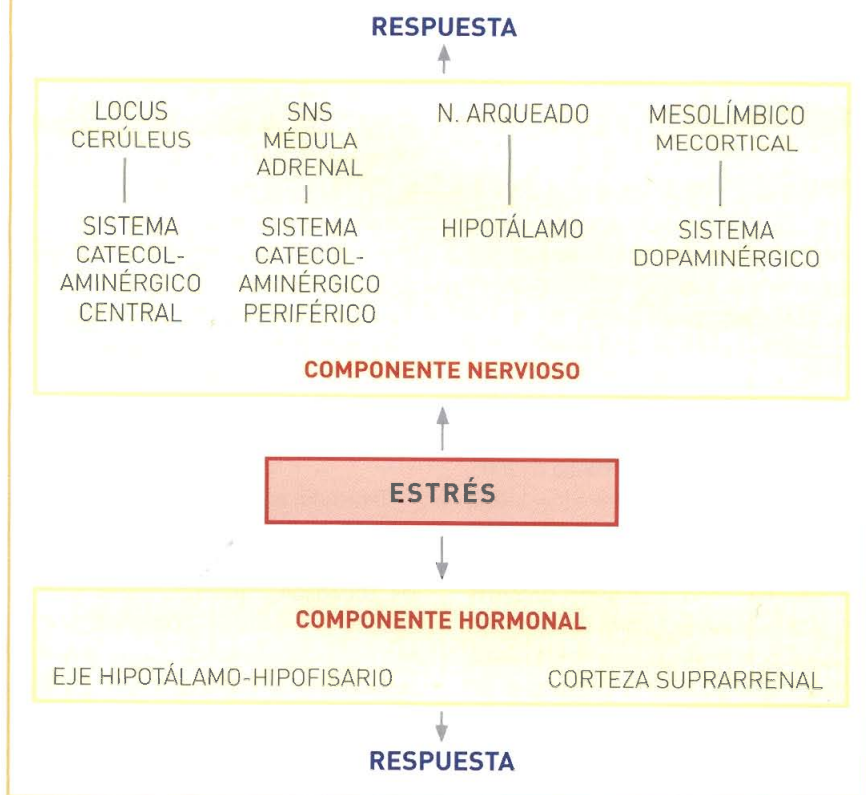 RESPUESTA
LOCUS
CERÚLEUS
SISTEMA
CATECOL-
AMINÉRGICO
CENTRAL
SNS
MÉDULA
ADRENAL
SISTEMA
CATECOL-
AMINÉRGICO
PERIFÉRICO
N. ARQUEADO
HIPOTÁLAMO
MESOLÍMBICO
MECORTICAL
SISTEMA
DOPAMINÉRGICO
COMPONENTE NERVIOSO
ESTRÉS
COMPONENTE HORMONAL
EJE HIPOTÁLAMO-HIPOFISARIO
CORTEZA SUPRARRENAL
RESPUESTA